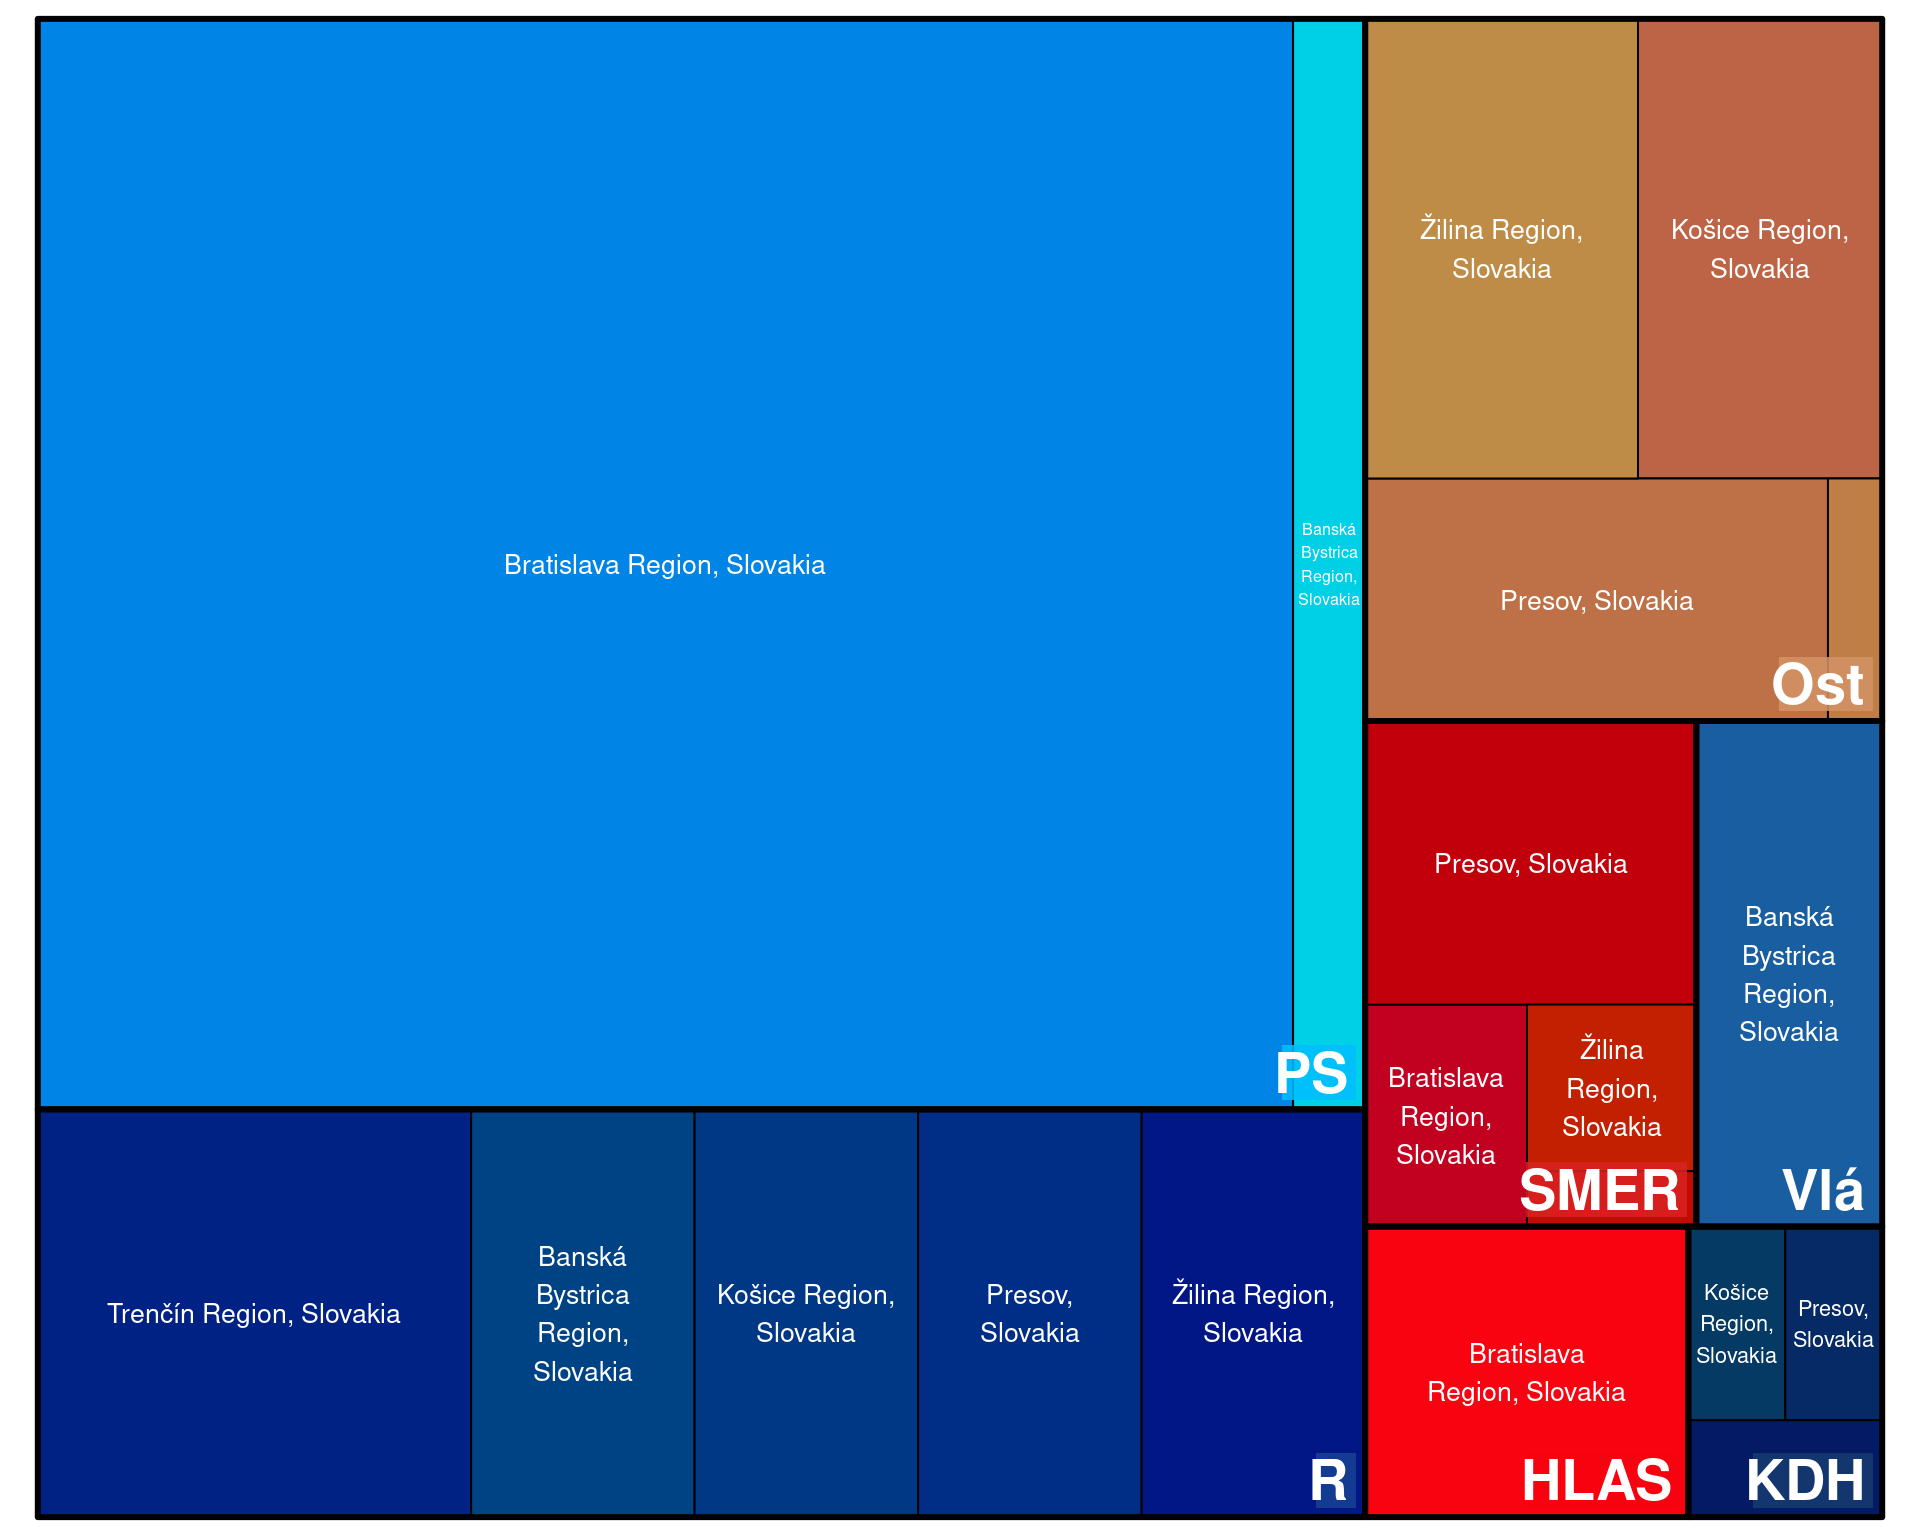 Bratislava Region, Slovakia
Banská
Bystrica
Region,
Slovakia
PS
Trenčín Region, Slovakia
Banská
Bystrica
Region,
Slovakia
Košice Region,
Slovakia
Presov,
Slovakia
Žilina Region,
Slovakia
R
Žilina Region,
Slovakia
Košice Region,
Slovakia
Presov, Slovakia
Ost
Presov, Slovakia
Bratislava
Region,
Slovakia
Žilina
Region,
Slovakia
SMER
Banská
Bystrica
Region,
Slovakia
Vlá
Bratislava
Region, Slovakia
HLAS
Košice
Region,
Slovakia
Presov,
Slovakia
KDH